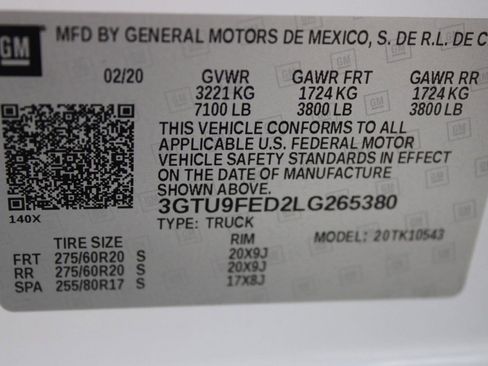 GM MFD BY GENERAL MOTORS DE MEXICO, S. DE R.L. DE C
02/20 GVWR GAWR FRT GAWR RR
3221 KG 1724 KG 1724 KG
7100 LB 3800 LB 3800 LB
THIS VEHICLE CONFORMS TO ALL
APPLICABLE U.S. FEDERAL MOTOR
VEHICLE SAFETY STANDARDS IN EFFECT
ON THE DATE OF MANUFACTURE
SHOWN ABOVE.
140X 3GTU9FED2LG265380
TYPE: TRUCK MODEL: 20TK10543
TIRE SIZE RIM
FRT 275/60R20 S 20X9J
RR 275/60R20 S 20X9J
SPA 255/80R17 S 17X8J